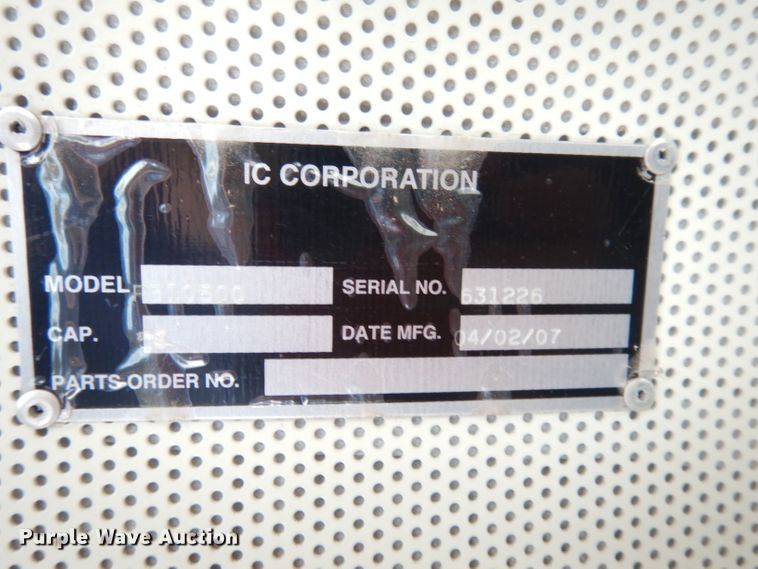 IC CORPORATION
MODEL SERIAL NO. 631226
CAP. DATE MFG. 04/02/07
PARTS-ORDER NO.
Purple Wave Auction